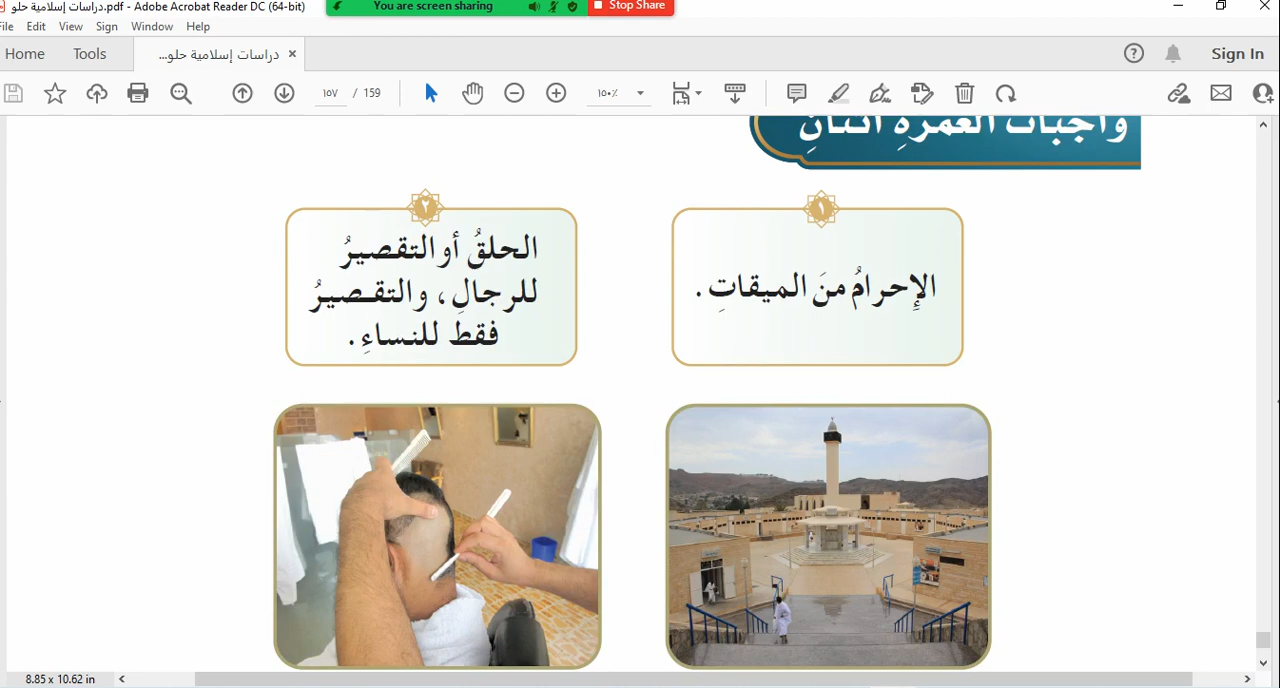 دراسات إسلامية حلو.pdf - Adobe Acrobat Reader DC (64-bit)
You are screen sharing
Stop Share
File Edit View Sign Window Help
Home Tools
دراسات إسلامية حلو...
Sign In
١٥٧ / 159
١٥٠٪
واجبات العمرةِ اثنانِ
١
الإِحرامُ منَ الميقاتِ .
٢
الحلقُ أو التقصيرُ
للرجالِ ، والتقصيرُ
فقط للنساءِ .
8.85 x 10.62 in